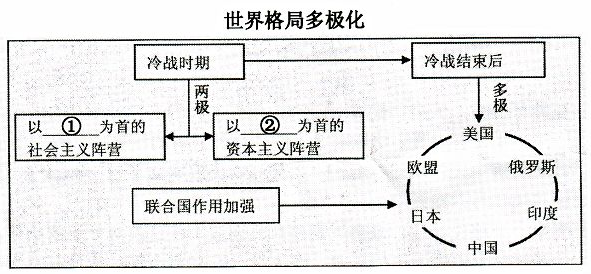 世界格局多极化
冷战时期
冷战结束后
两极
多极
以 ① 为首的
社会主义阵营
以 ② 为首的
资本主义阵营
美国
欧盟
俄罗斯
日本
印度
中国
联合国作用加强